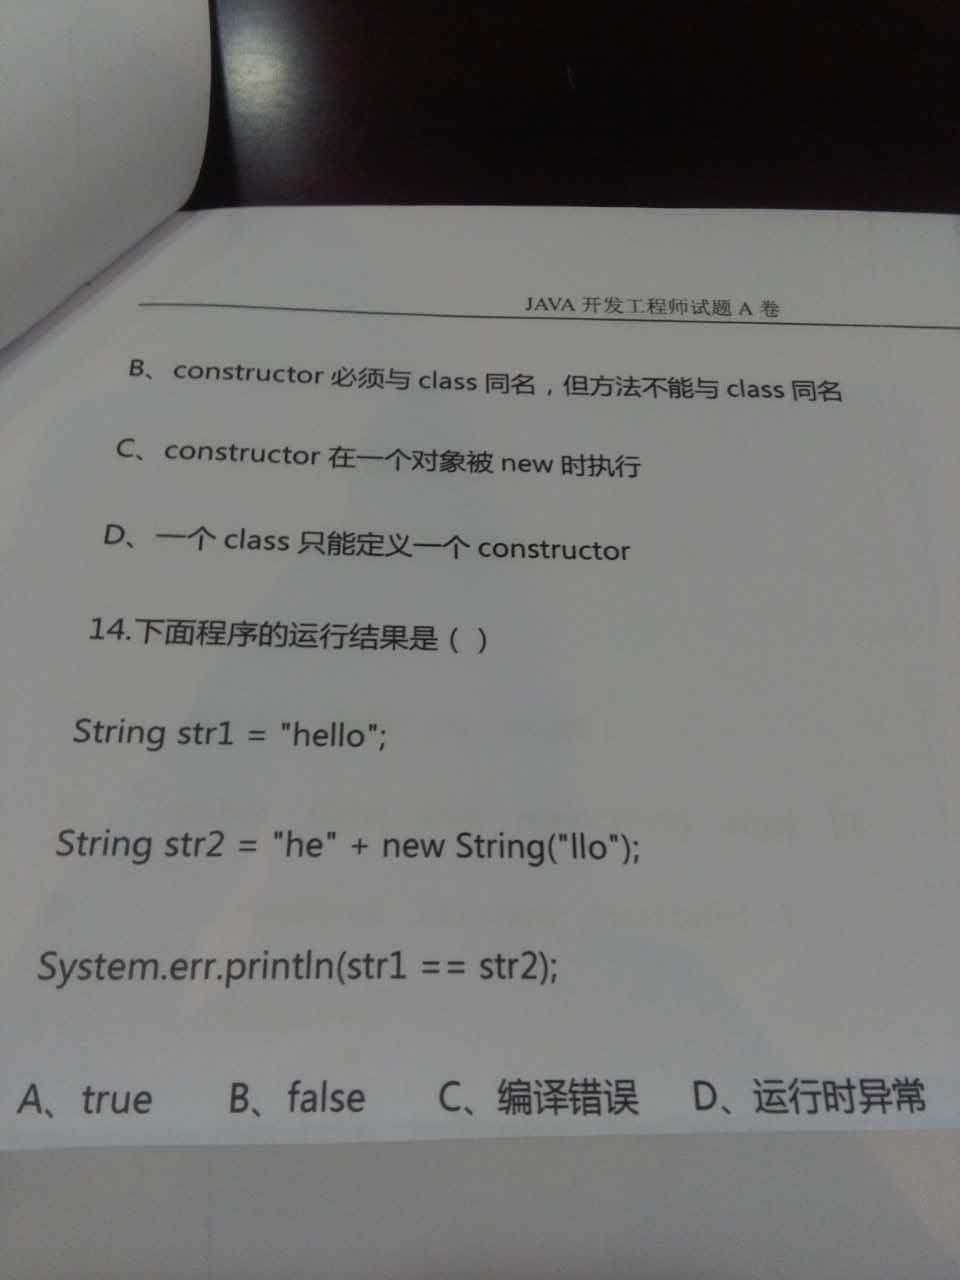 JAVA 开发工程师试题 A 卷
B、constructor 必须与 class 同名，但方法不能与 class 同名
C、constructor 在一个对象被 new 时执行
D、一个 class 只能定义一个 constructor
14.下面程序的运行结果是（ ）
String str1 = "hello";
String str2 = "he" + new String("llo");
System.err.println(str1 == str2);
A、true B、false C、编译错误 D、运行时异常